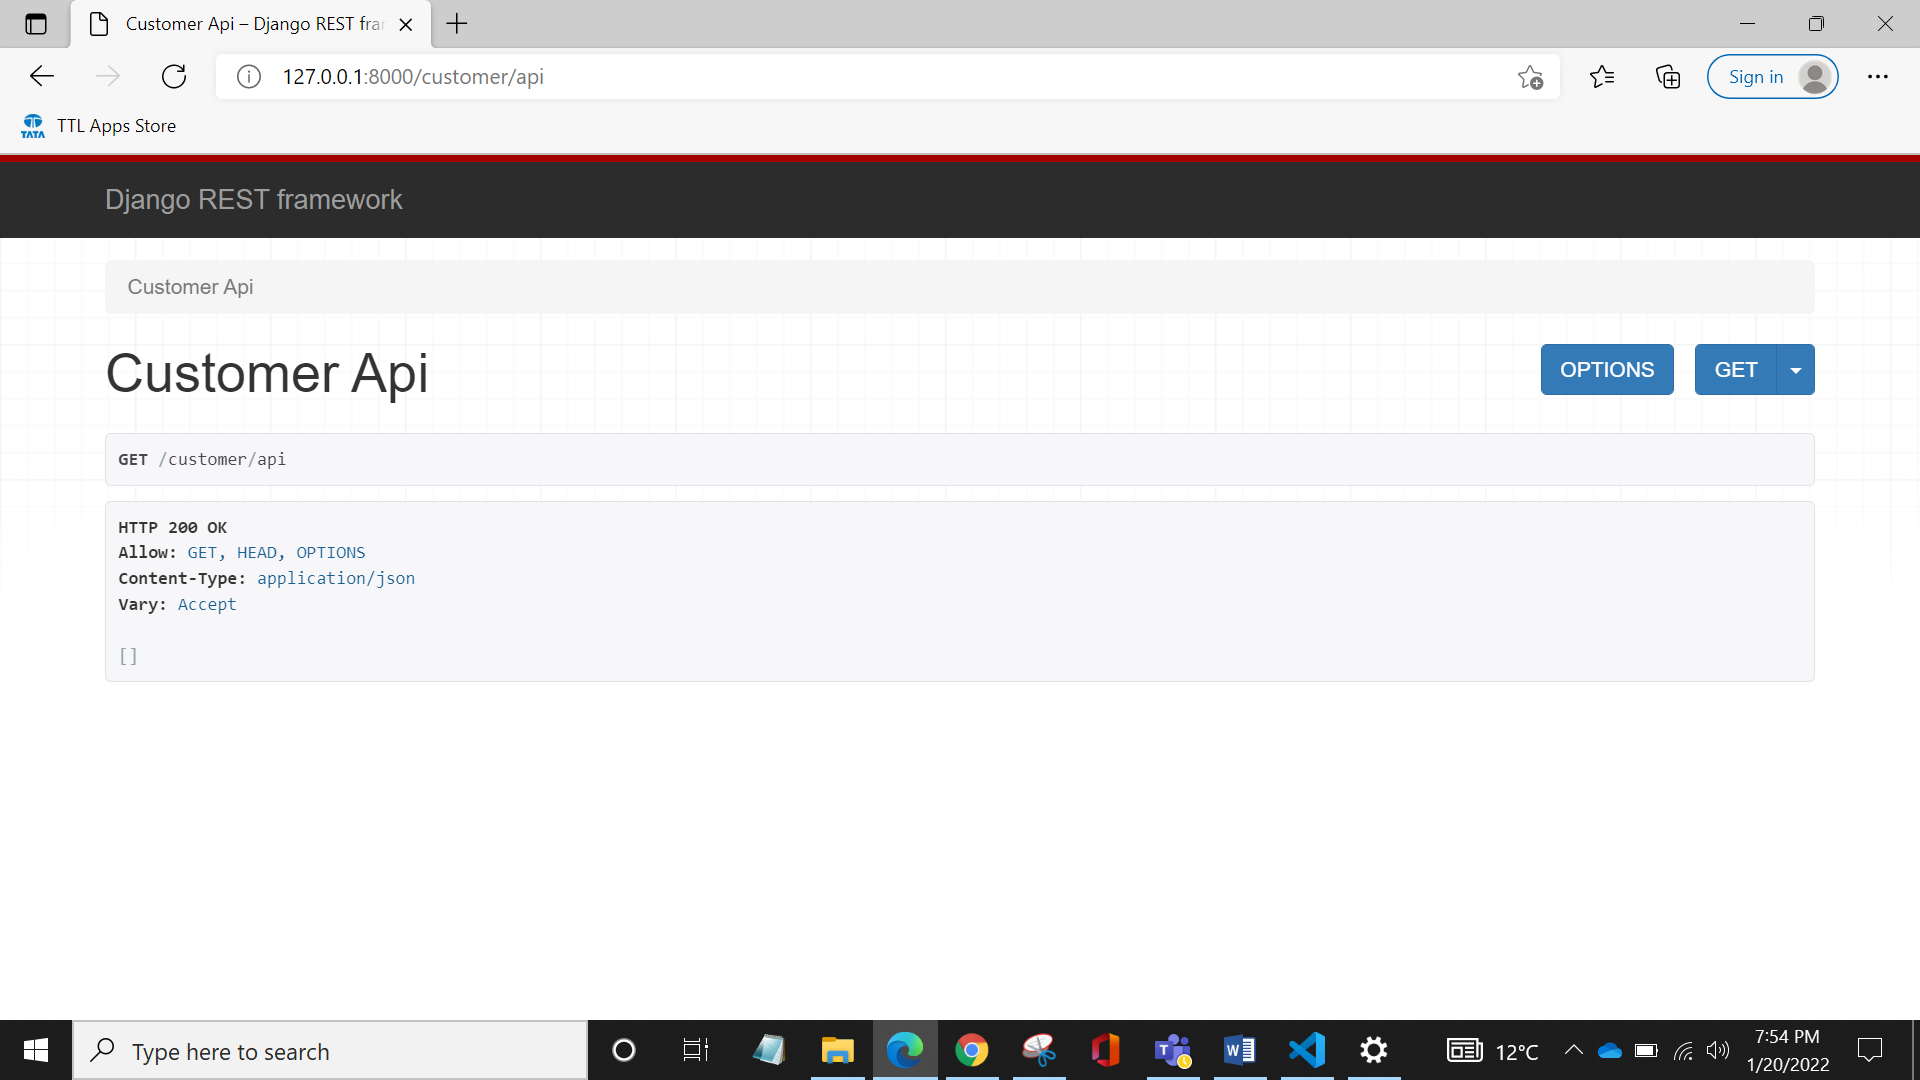 Customer Api – Django REST fra
127.0.0.1:8000/customer/api
Sign in
TATA
TTL Apps Store
Django REST framework
Customer Api
Customer Api
OPTIONS
GET
GET /customer/api
HTTP 200 OK
Allow: GET, HEAD, OPTIONS
Content-Type: application/json
Vary: Accept
[]
Type here to search
12°C
7:54 PM
1/20/2022